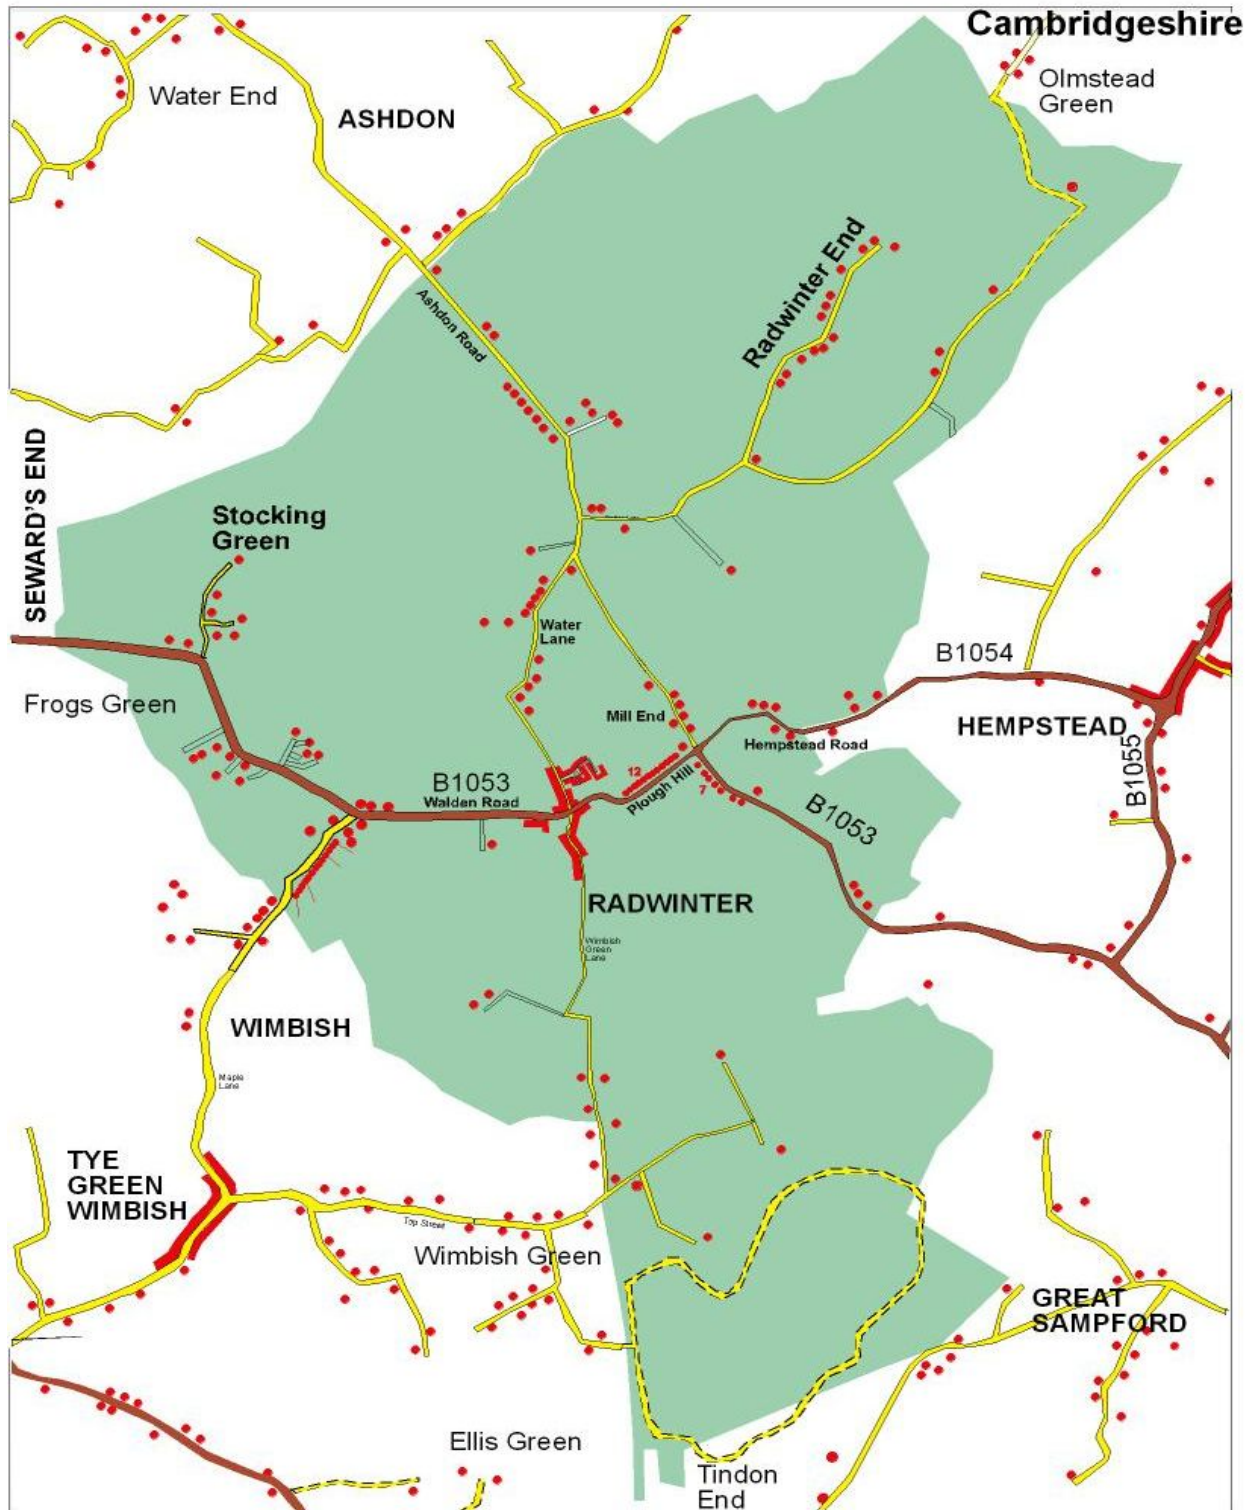 Cambridgeshire
Olmstead
Green
Water End
ASHDON
Radwinter End
Ashdon Road
SEWARD'S END
Stocking
Green
Water
Lane
B1054
Frogs Green
Mill End
HEMPSTEAD
Hempstead Road
B1055
12
B1053
Walden Road
Plough Hill
7
B1053
RADWINTER
Wimbish
Green
Lane
WIMBISH
Maple
Lane
TYE
GREEN
WIMBISH
Top Street
Wimbish Green
GREAT
SAMPFORD
Ellis Green
Tindon
End